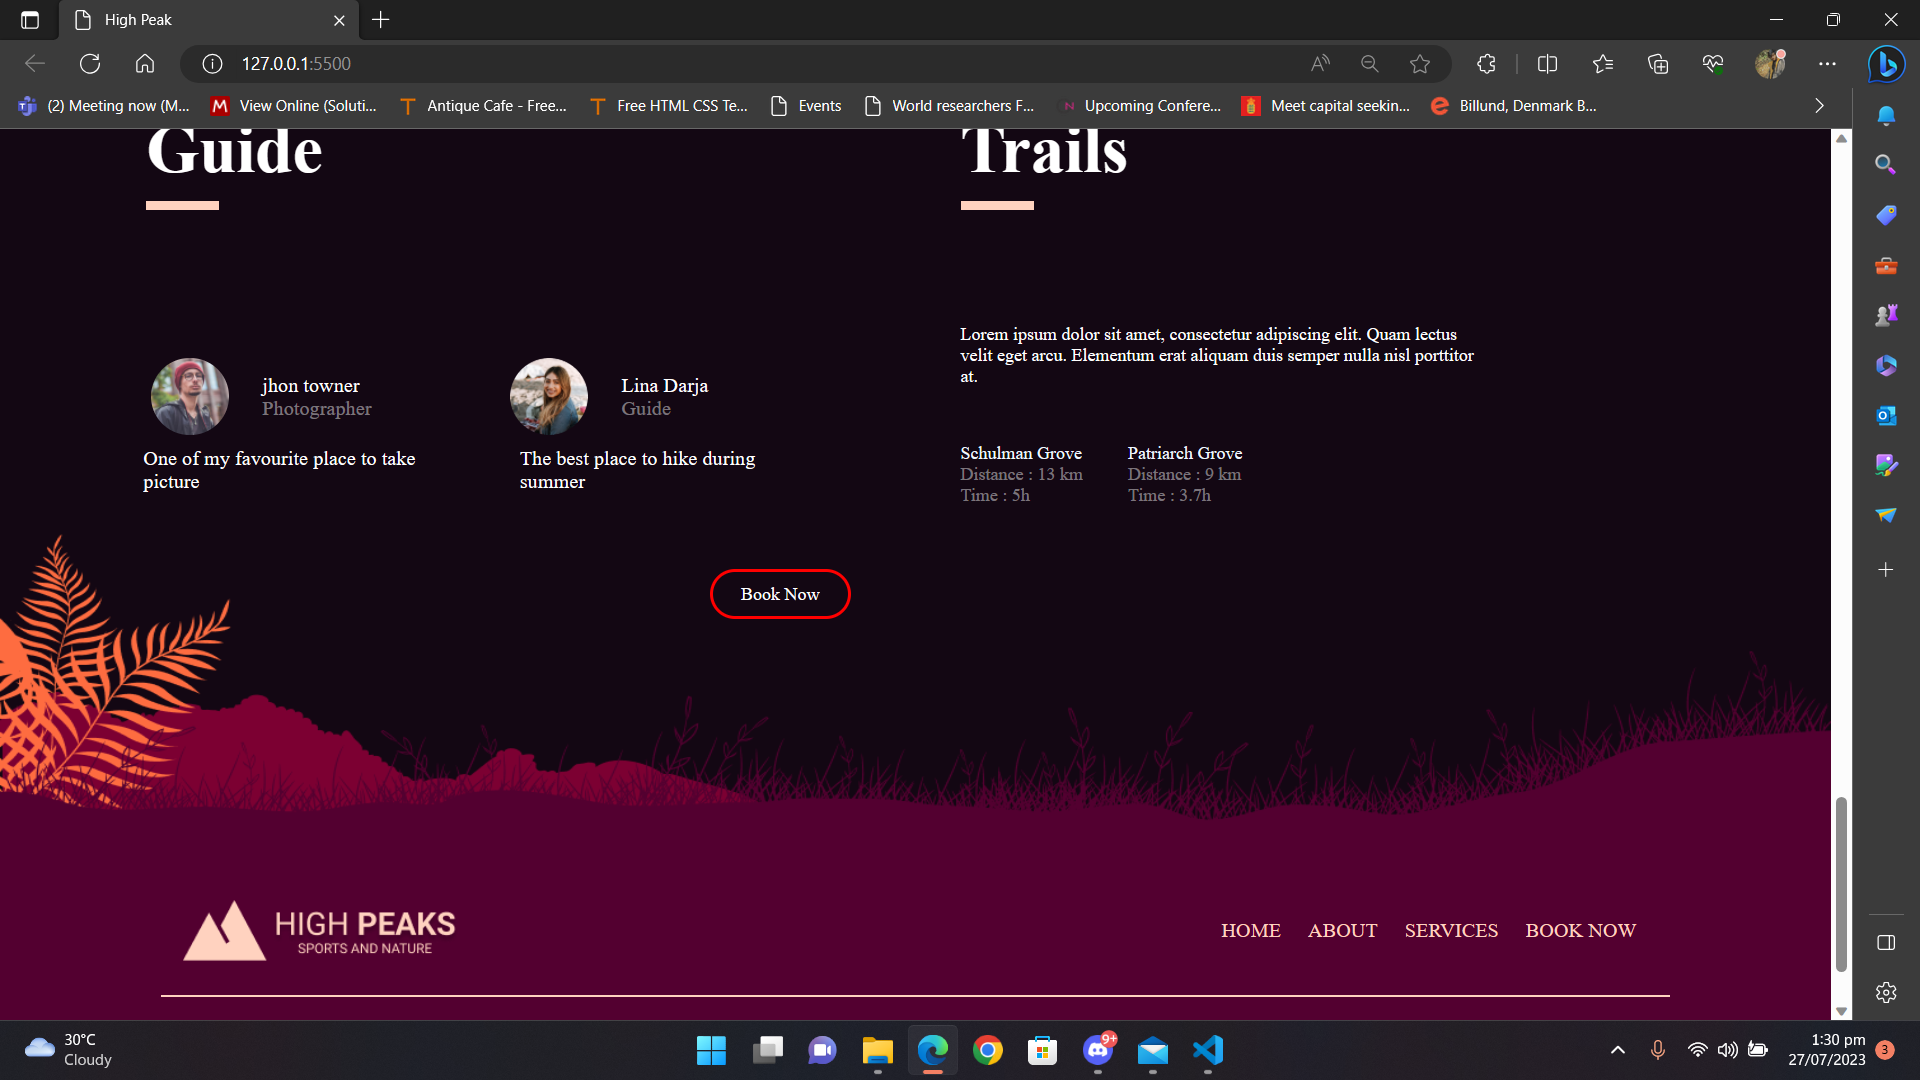 High Peak
127.0.0.1:5500
(2) Meeting now (M...
View Online (Soluti...
Antique Cafe - Free...
Free HTML CSS Te...
Events
World researchers F...
Upcoming Confere...
Meet capital seekin...
Billund, Denmark B...
Guide
Trails
Lorem ipsum dolor sit amet, consectetur adipiscing elit. Quam lectus
velit eget arcu. Elementum erat aliquam duis semper nulla nisl porttitor
at.
jhon towner
Photographer
Lina Darja
Guide
One of my favourite place to take
picture
The best place to hike during
summer
Schulman Grove
Distance : 13 km
Time : 5h
Patriarch Grove
Distance : 9 km
Time : 3.7h
Book Now
HIGH PEAKS
SPORTS AND NATURE
HOME
ABOUT
SERVICES
BOOK NOW
30°C
Cloudy
9+
1:30 pm
27/07/2023
3